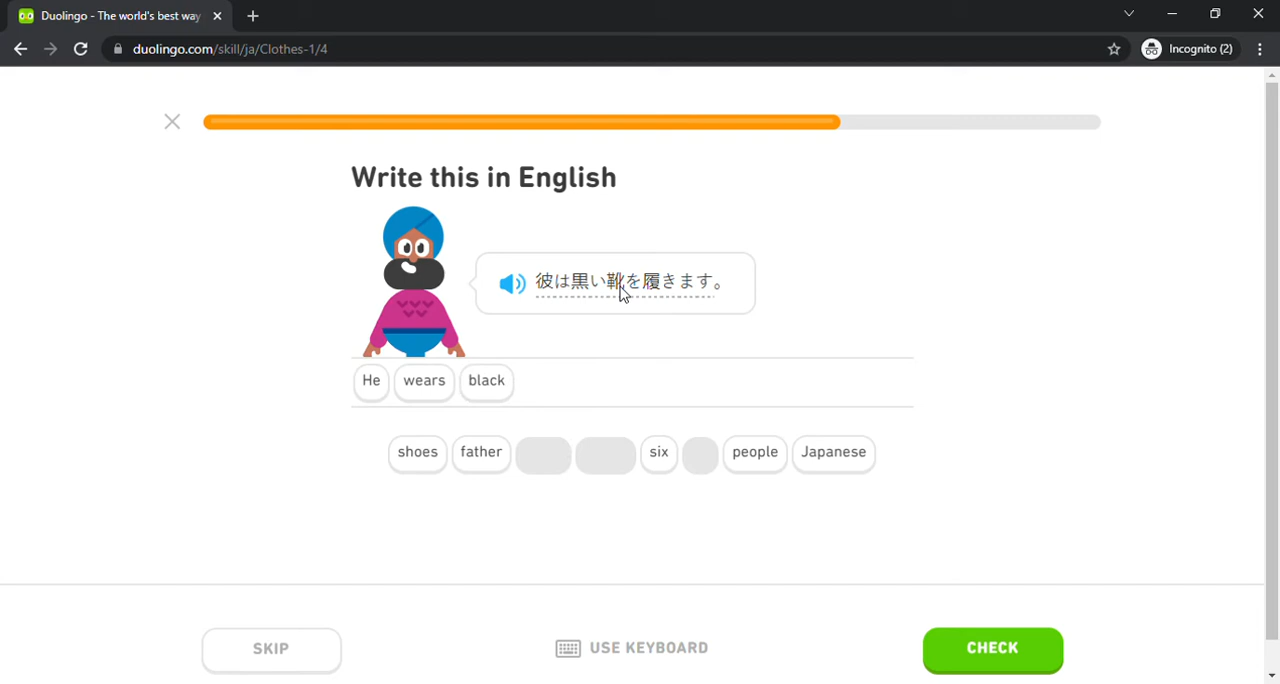 Duolingo - The world's best way
duolingo.com/skill/ja/Clothes-1/4
Incognito (2)
Write this in English
彼は黒い靴を履きます。
He wears black
shoes father six people Japanese
SKIP USE KEYBOARD CHECK